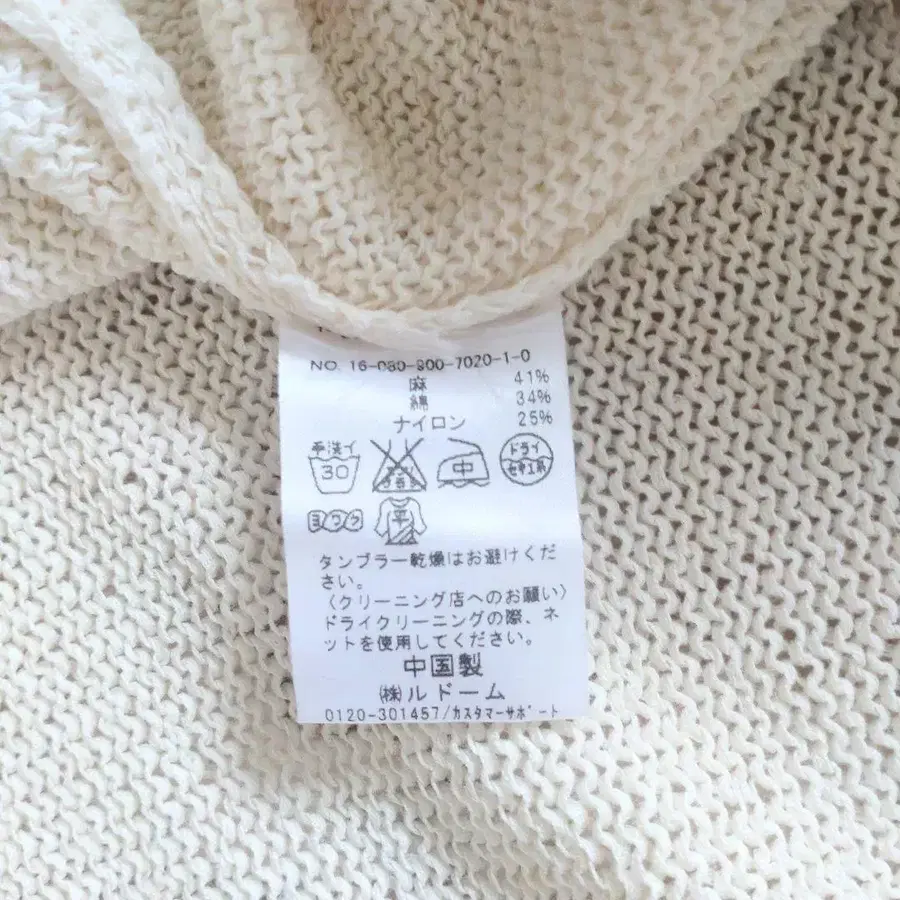 NO. 16-080-900-7020-1-0
麻 41%
綿 34%
ナイロン 25%
手洗イ 30 中 ドライ セキユ系
ヨワク 平
タンブラー乾燥はお避けくだ
さい。
(クリーニング店へのお願い)
ドライクリーニングの際、ネ
ットを使用してください。
中国製
(株)ルドーム
0120-301457/カスタマーサポート